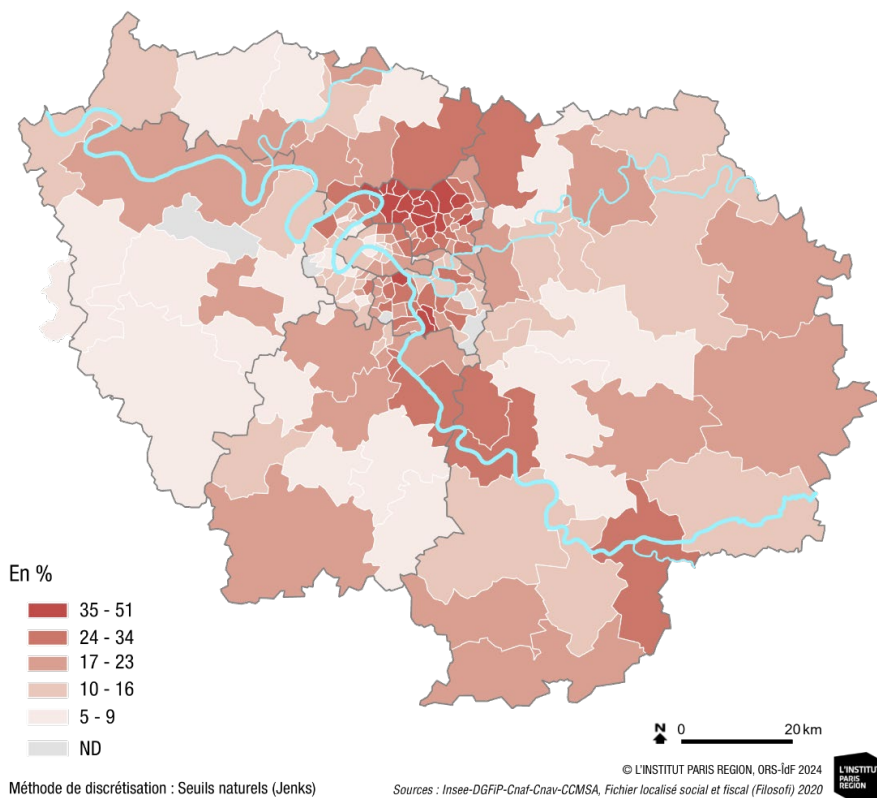 En %
35 - 51
24 - 34
17 - 23
10 - 16
5 - 9
ND
N 0 20 km
© L'INSTITUT PARIS REGION, ORS-ÎdF 2024
Méthode de discrétisation : Seuils naturels (Jenks)
Sources : Insee-DGFiP-Cnaf-Cnav-CCMSA, Fichier localisé social et fiscal (Filosofi) 2020
L'INSTITUT
PARIS
REGION